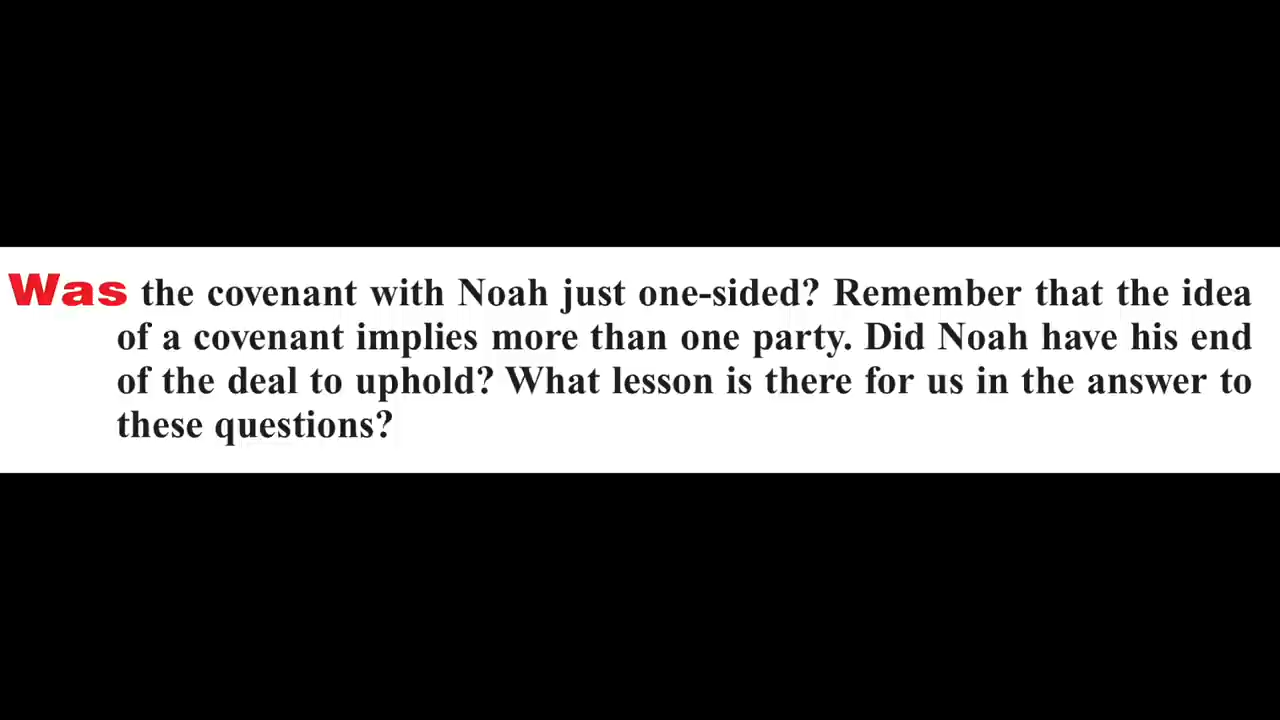 Was the covenant with Noah just one-sided? Remember that the idea
of a covenant implies more than one party. Did Noah have his end
of the deal to uphold? What lesson is there for us in the answer to
these questions?